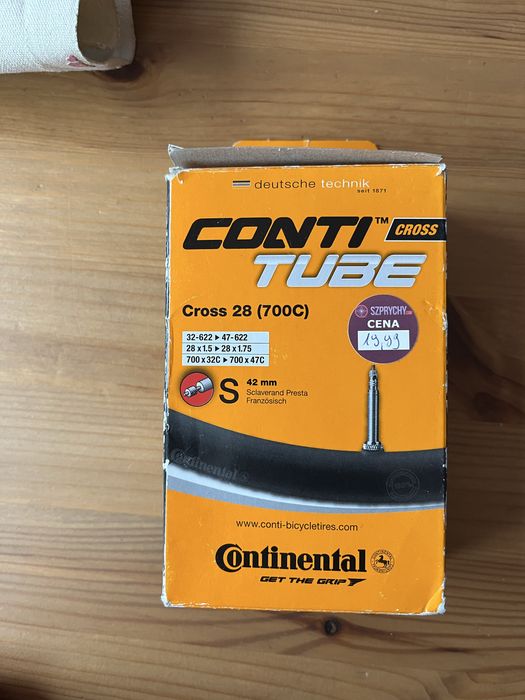 deutsche technik
seit 1871
CONTI™ CROSS
TUBE
Cross 28 (700C)
SZPRYCHY
CENA
19,99
32-622 ▸ 47-622
28 x 1.5 ▸ 28 x 1.75
700 x 32C ▸ 700 x 47C
S
42 mm
Sclaverand Presta
Französisch
Continental
www.conti-bicycletires.com
Continental
GET THE GRIP